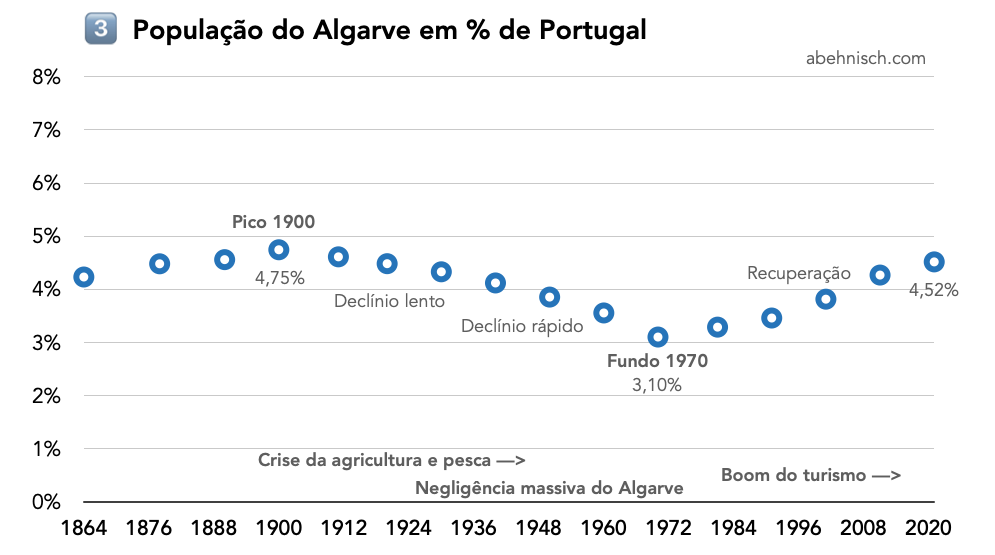 3 População do Algarve em % de Portugal
abehnisch.com
8%
7%
6%
5%
4%
3%
2%
1%
0%
Pico 1900
4,75%
Declínio lento
Declínio rápido
Fundo 1970
3,10%
Recuperação
4,52%
Crise da agricultura e pesca —>
Negligência massiva do Algarve
Boom do turismo —>
1864 1876 1888 1900 1912 1924 1936 1948 1960 1972 1984 1996 2008 2020